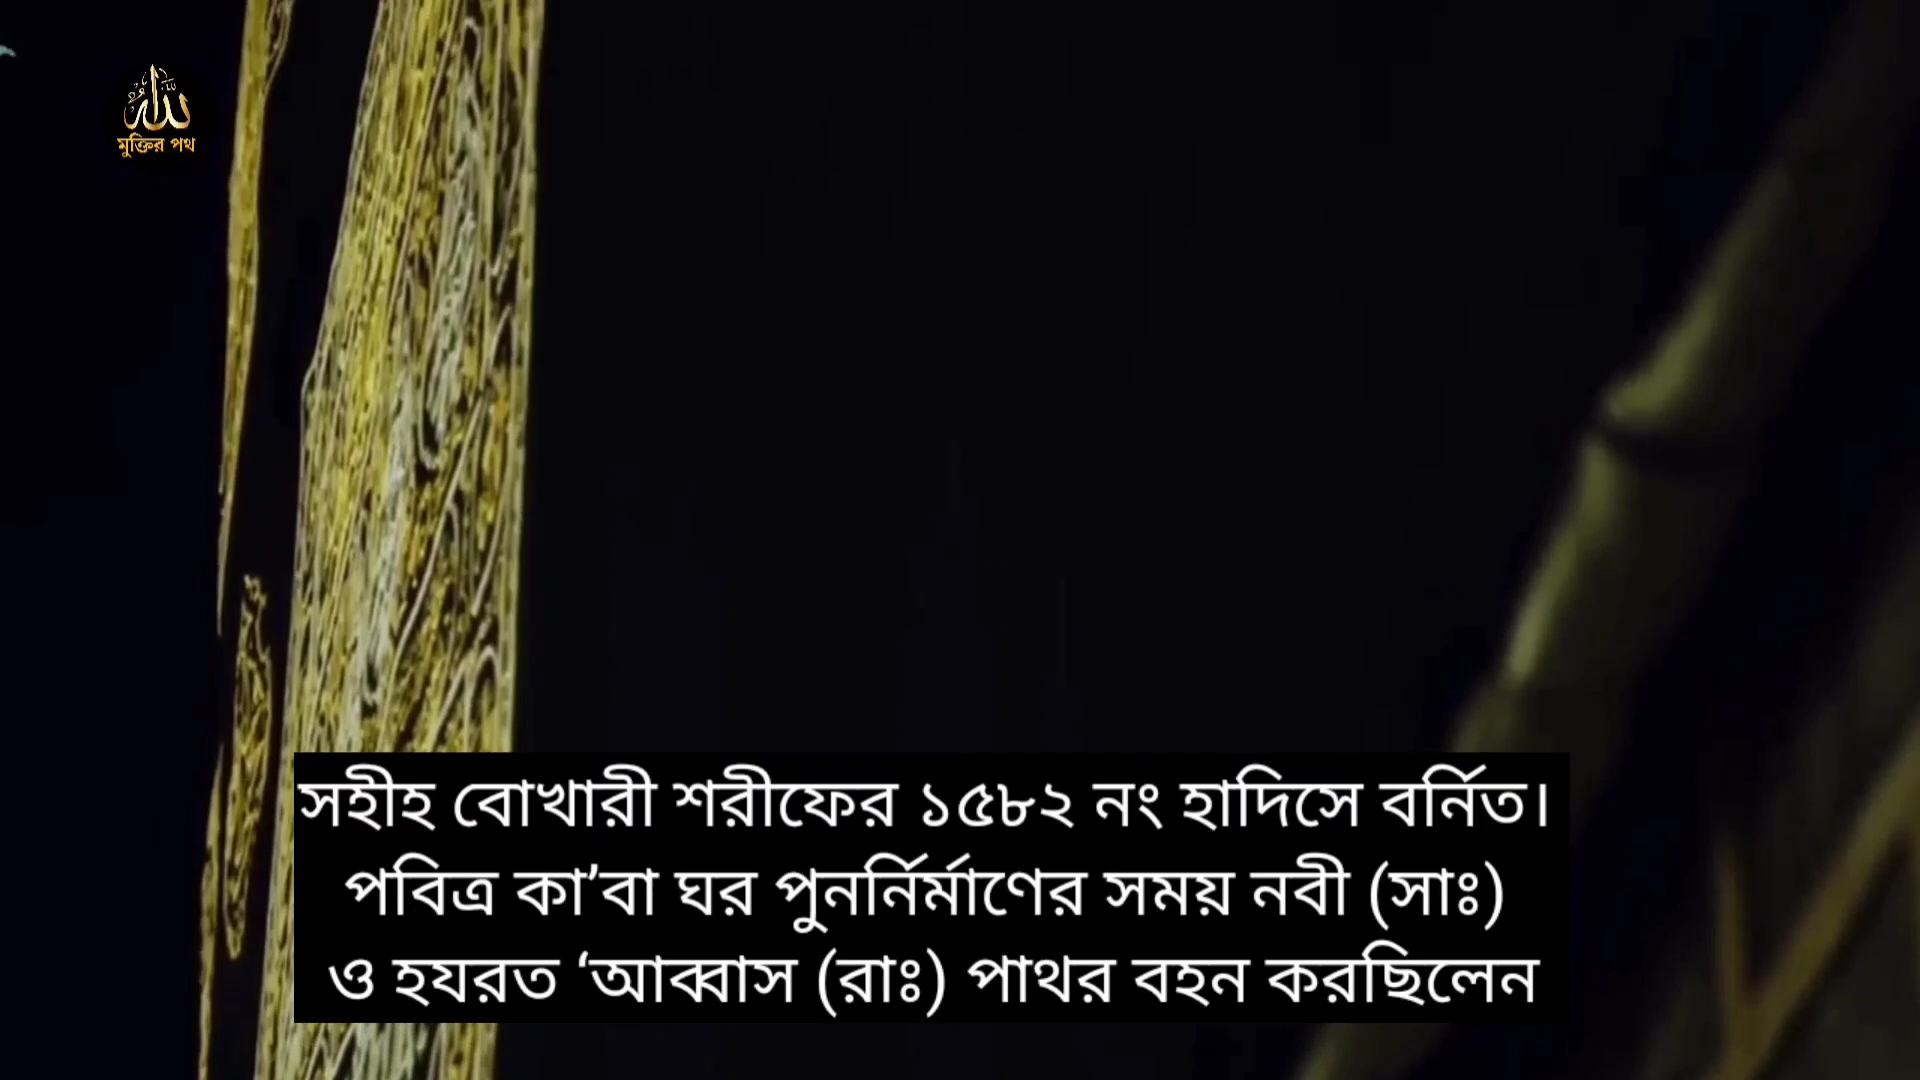 মুক্তির পথ
সহীহ বোখারী শরীফের ১৫৮২ নং হাদিসে বর্নিত।
পবিত্র কা’বা ঘর পুনর্নির্মাণের সময় নবী (সাঃ)
ও হযরত ‘আব্বাস (রাঃ) পাথর বহন করছিলেন